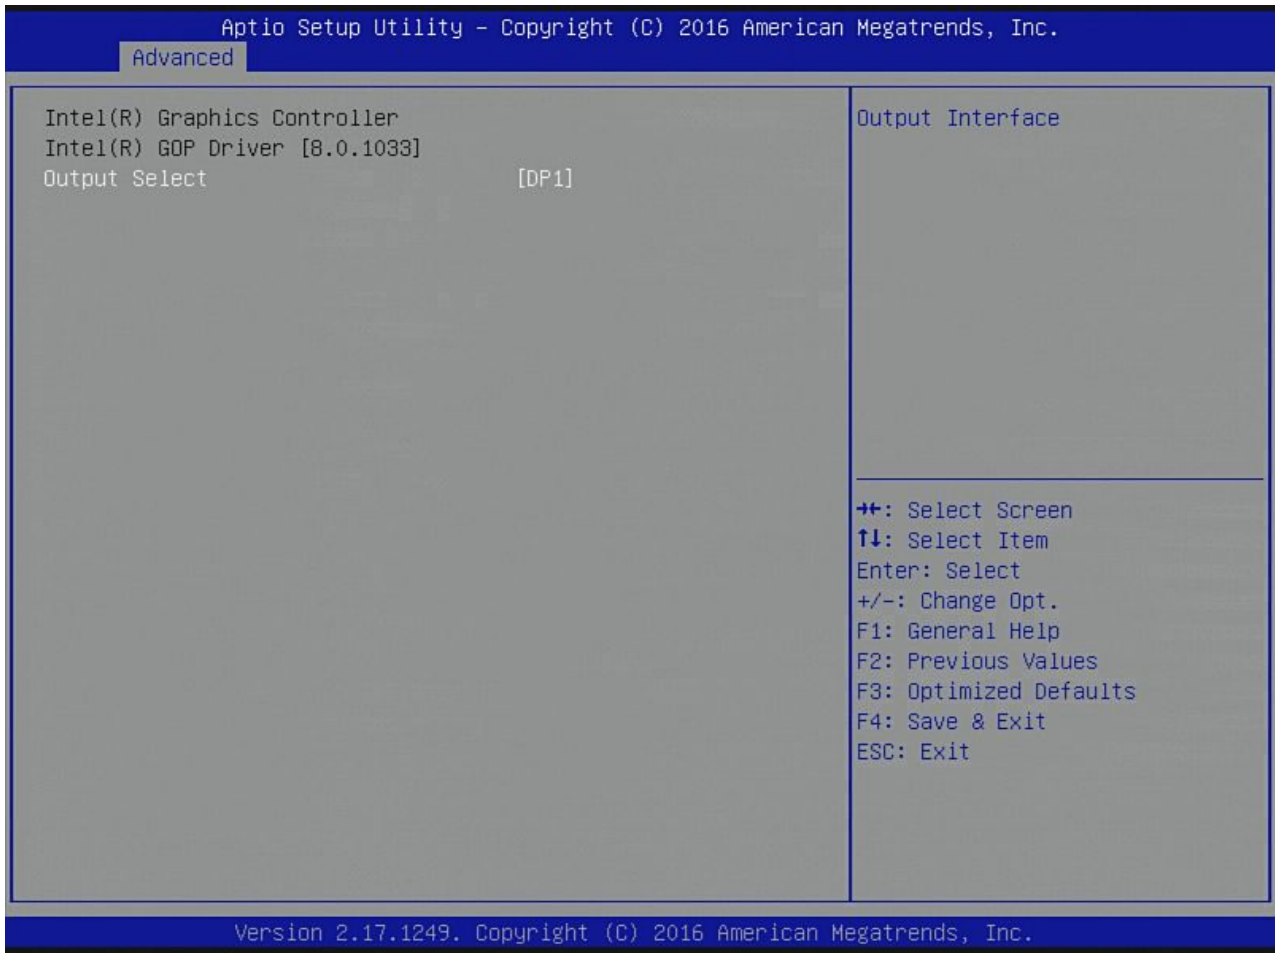 Aptio Setup Utility – Copyright (C) 2016 American Megatrends, Inc.
Advanced
Intel(R) Graphics Controller
Intel(R) GOP Driver [8.0.1033]
Output Select [DP1]
Output Interface
→←: Select Screen
↑↓: Select Item
Enter: Select
+/-: Change Opt.
F1: General Help
F2: Previous Values
F3: Optimized Defaults
F4: Save & Exit
ESC: Exit
Version 2.17.1249. Copyright (C) 2016 American Megatrends, Inc.